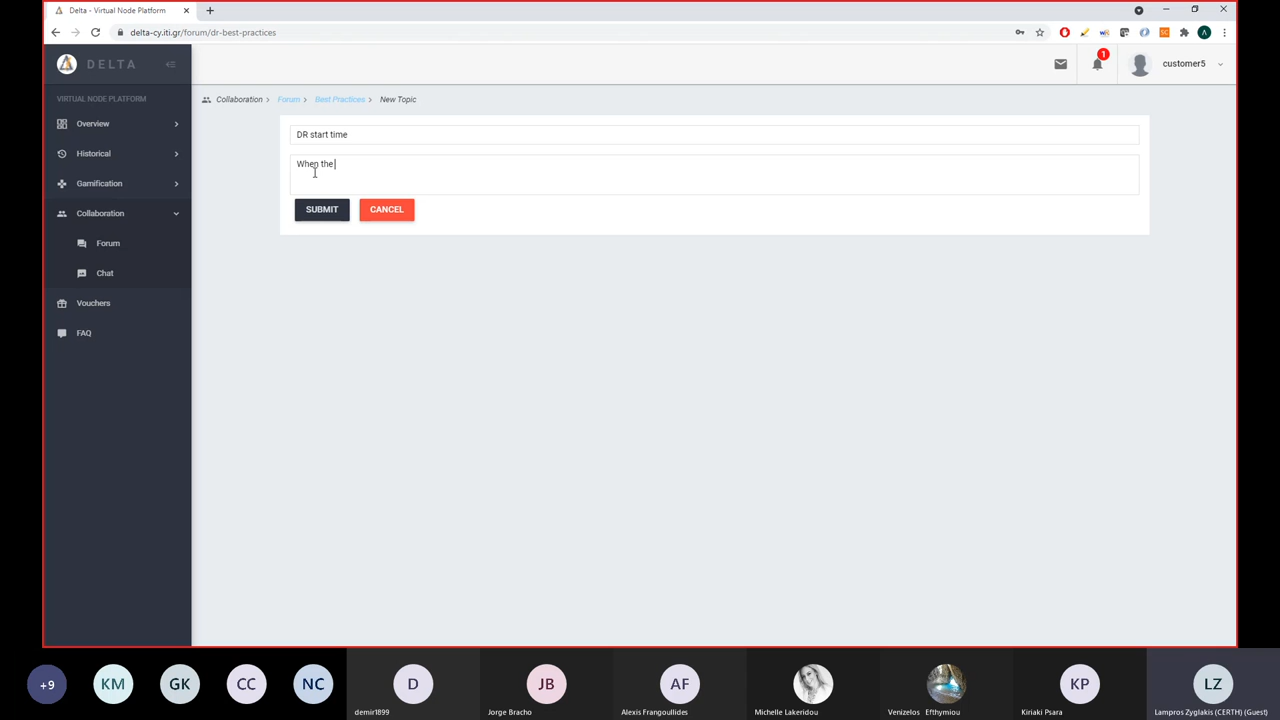 Delta - Virtual Node Platform
delta-cy.iti.gr/forum/dr-best-practices
DELTA
1
customer5
VIRTUAL NODE PLATFORM
Overview
Historical
Gamification
Collaboration
Forum
Chat
Vouchers
FAQ
Collaboration > Forum > Best Practices > New Topic
DR start time
When the
SUBMIT CANCEL
+9 KM GK CC NC D JB AF KP LZ
demir1899 Jorge Bracho Alexis Frangoullides Michelle Lakeridou Venizelos Efthymiou Kiriaki Psara Lampros Zyglakis (CERTH) (Guest)